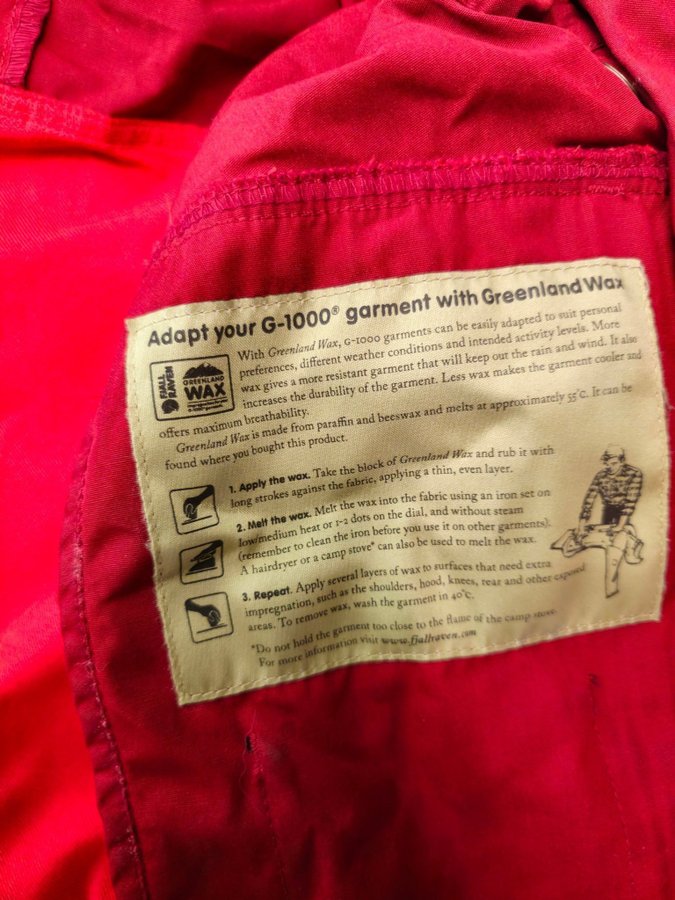 Adapt your G-1000® garment with Greenland Wax
FJÄLL
RÄVEN
GREENLAND
WAX
With Greenland Wax, G-1000 garments can be easily adapted to suit personal
preferences, different weather conditions and intended activity levels. More
wax gives a more resistant garment that will keep out the rain and wind. It also
increases the durability of the garment. Less wax makes the garment cooler and
offers maximum breathability.
Greenland Wax is made from paraffin and beeswax and melts at approximately 55°C. It can be
found where you bought this product.
1. Apply the wax. Take the block of Greenland Wax and rub it with
long strokes against the fabric, applying a thin, even layer.
2. Melt the wax. Melt the wax into the fabric using an iron set on
low/medium heat or 1-2 dots on the dial, and without steam
(remember to clean the iron before you use it on other garments).
A hairdryer or a camp stove* can also be used to melt the wax.
3. Repeat. Apply several layers of wax to surfaces that need extra
impregnation, such as the shoulders, hood, knees, rear and other exposed
areas. To remove wax, wash the garment in 40°C.
*Do not hold the garment too close to the flame of the camp stove.
For more information visit www.fjallraven.com